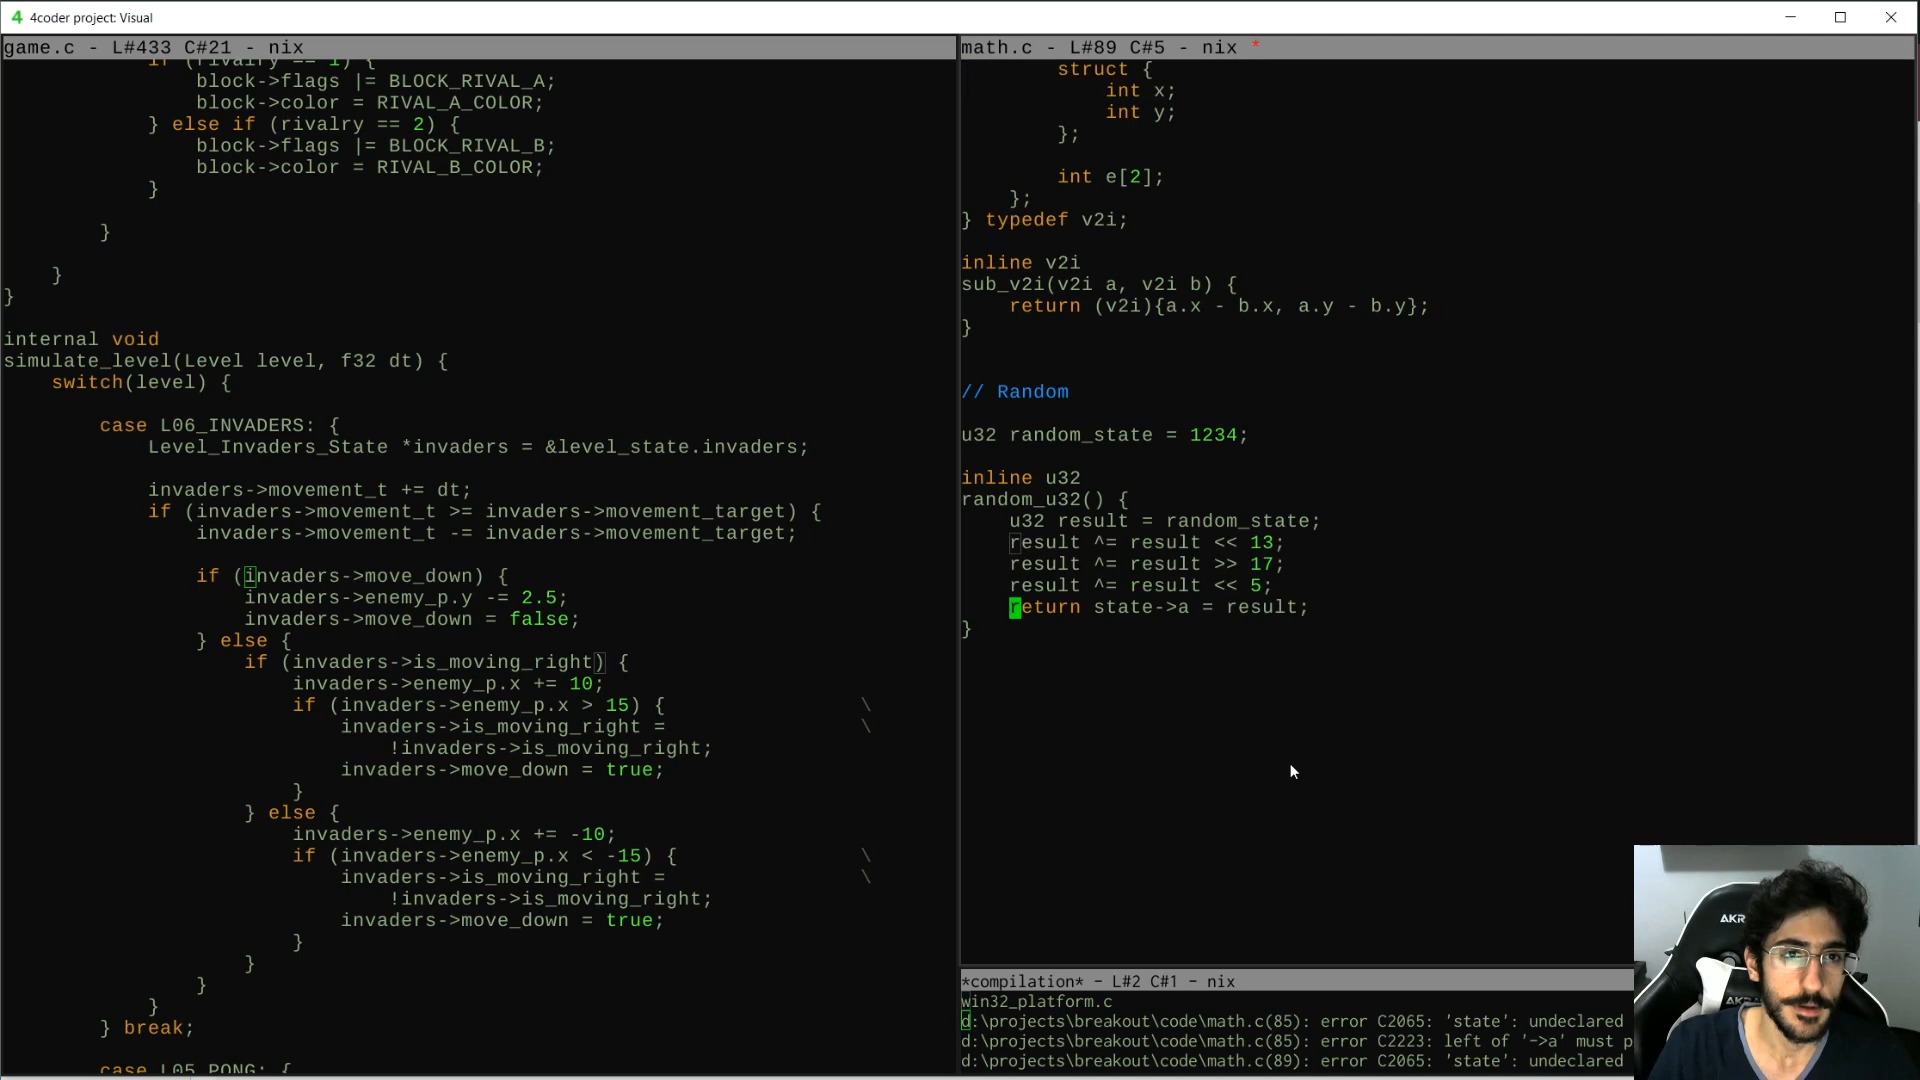 4 4coder project: Visual
game.c - L#433 C#21 - nix
if (rivalry == 1) {
block->flags |= BLOCK_RIVAL_A;
block->color = RIVAL_A_COLOR;
} else if (rivalry == 2) {
block->flags |= BLOCK_RIVAL_B;
block->color = RIVAL_B_COLOR;
}
}
}
}
internal void
simulate_level(Level level, f32 dt) {
switch(level) {
case L06_INVADERS: {
Level_Invaders_State *invaders = &level_state.invaders;
invaders->movement_t += dt;
if (invaders->movement_t >= invaders->movement_target) {
invaders->movement_t -= invaders->movement_target;
if (invaders->move_down) {
invaders->enemy_p.y -= 2.5;
invaders->move_down = false;
} else {
if (invaders->is_moving_right) {
invaders->enemy_p.x += 10;
if (invaders->enemy_p.x > 15) { \
invaders->is_moving_right = \
!invaders->is_moving_right;
invaders->move_down = true;
}
} else {
invaders->enemy_p.x += -10;
if (invaders->enemy_p.x < -15) { \
invaders->is_moving_right = \
!invaders->is_moving_right;
invaders->move_down = true;
}
}
}
}
} break;
case L05_PONG: {
math.c - L#89 C#5 - nix *
struct {
int x;
int y;
};
int e[2];
};
} typedef v2i;
inline v2i
sub_v2i(v2i a, v2i b) {
return (v2i){a.x - b.x, a.y - b.y};
}
// Random
u32 random_state = 1234;
inline u32
random_u32() {
u32 result = random_state;
result ^= result << 13;
result ^= result >> 17;
result ^= result << 5;
return state->a = result;
}
*compilation* - L#2 C#1 - nix
win32_platform.c
d:\projects\breakout\code\math.c(85): error C2065: 'state': undeclared
d:\projects\breakout\code\math.c(85): error C2223: left of '->a' must p
d:\projects\breakout\code\math.c(89): error C2065: 'state': undeclared
AKR